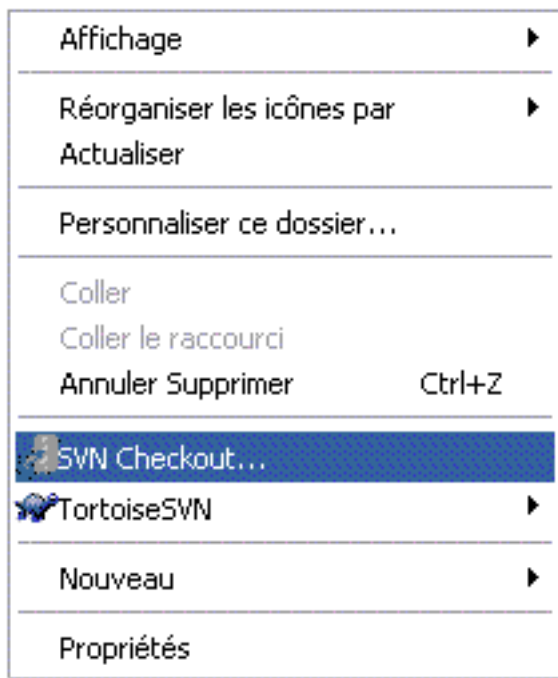 Affichage
Réorganiser les icônes par
Actualiser
Personnaliser ce dossier...
Coller
Coller le raccourci
Annuler Supprimer Ctrl+Z
SVN Checkout...
TortoiseSVN
Nouveau
Propriétés